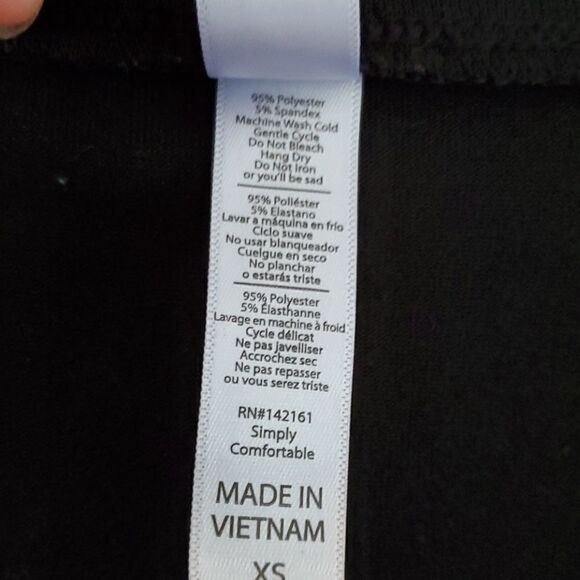 95% Polyester
5% Spandex
Machine Wash Cold
Gentle Cycle
Do Not Bleach
Hang Dry
Do Not Iron
or you'll be sad
95% Poliéster
5% Elastano
Lavar a máquina en frío
Ciclo suave
No usar blanqueador
Cuelgue en seco
No planchar
o estarás triste
95% Polyester
5% Élasthanne
Lavage en machine à froid
Cycle délicat
Ne pas javelliser
Accrochez sec
Ne pas repasser
ou vous serez triste
RN#142161
Simply
Comfortable
MADE IN
VIETNAM
XS